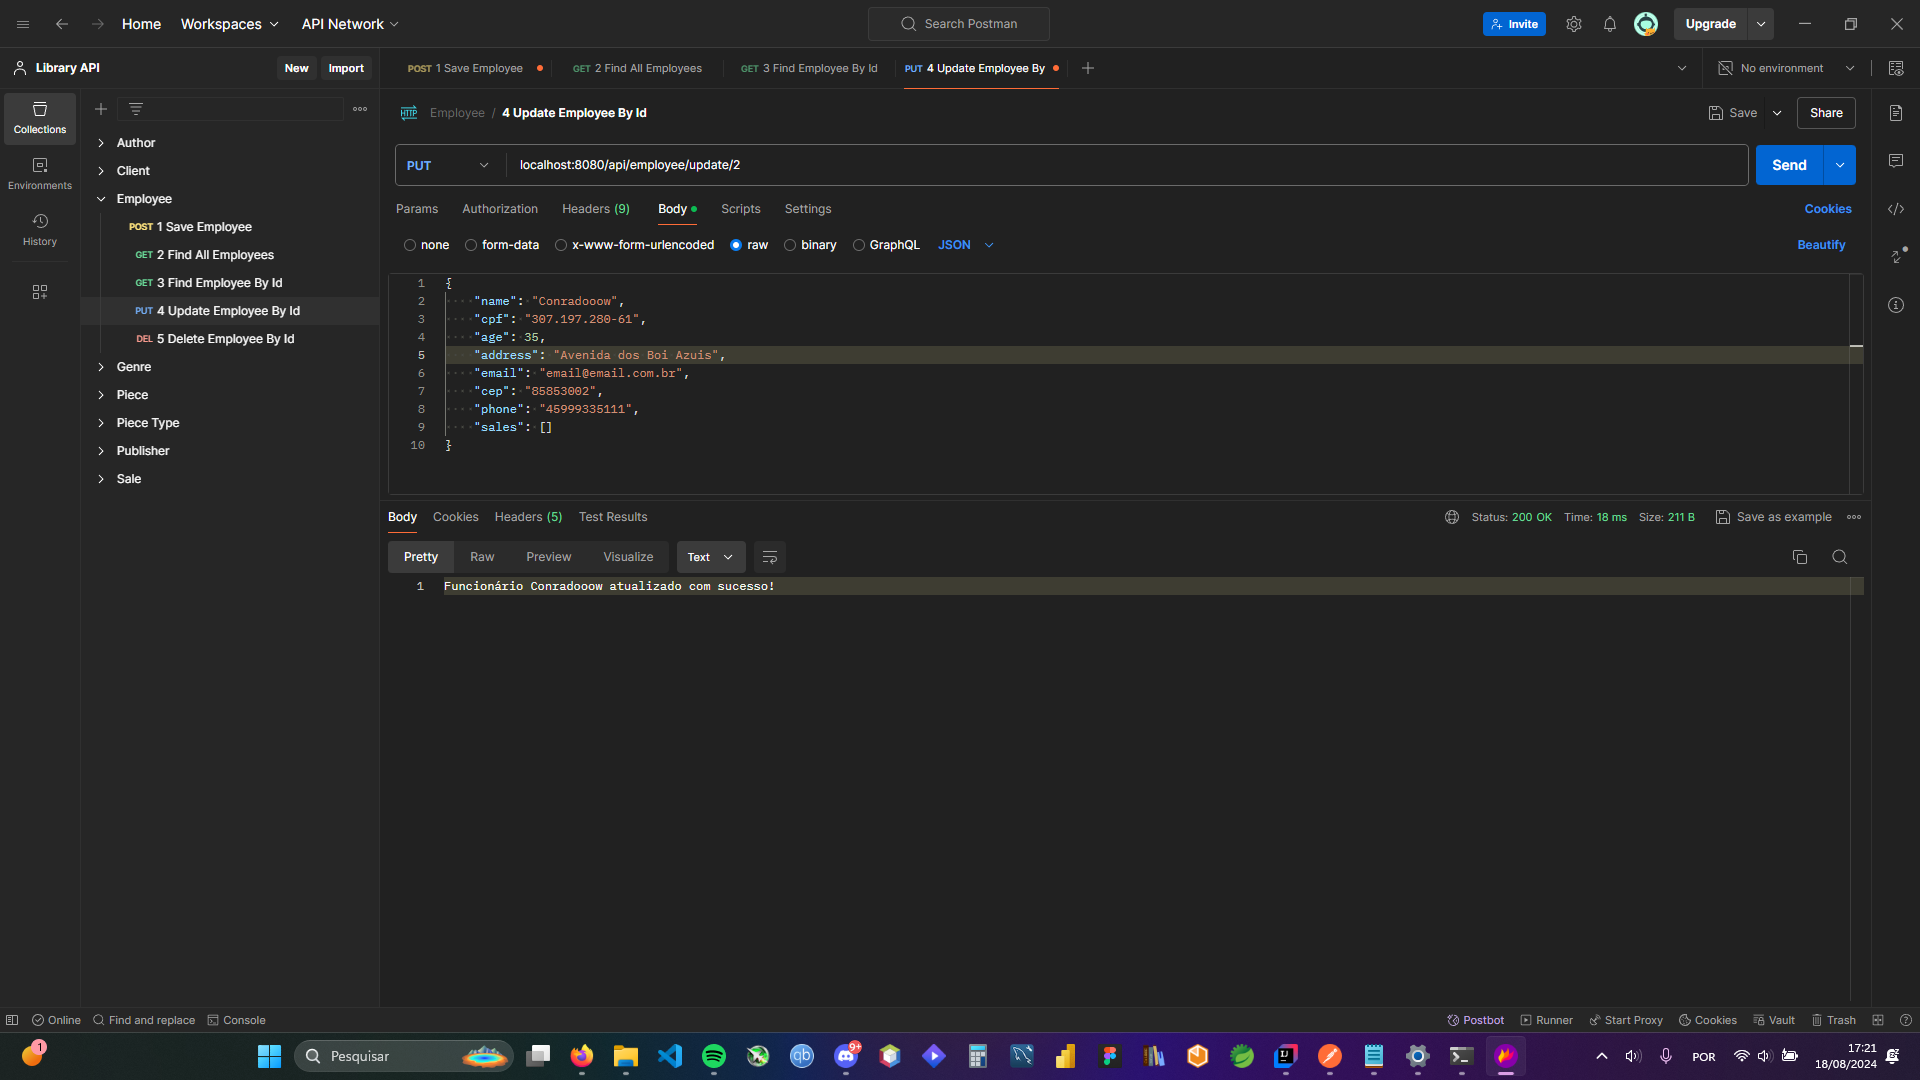 Home
Workspaces
API Network
Search Postman
Invite
Upgrade
Library API
New
Import
POST 1 Save Employee
GET 2 Find All Employees
GET 3 Find Employee By Id
PUT 4 Update Employee By
No environment
Collections
Environments
History
Author
Client
Employee
POST 1 Save Employee
GET 2 Find All Employees
GET 3 Find Employee By Id
PUT 4 Update Employee By Id
DEL 5 Delete Employee By Id
Genre
Piece
Piece Type
Publisher
Sale
HTTP Employee / 4 Update Employee By Id
Save
Share
PUT
localhost:8080/api/employee/update/2
Send
Params
Authorization
Headers (9)
Body
Scripts
Settings
Cookies
none
form-data
x-www-form-urlencoded
raw
binary
GraphQL
JSON
Beautify
1 {
2 "name": "Conradooow",
3 "cpf": "307.197.280-61",
4 "age": 35,
5 "address": "Avenida dos Boi Azuis",
6 "email": "email@email.com.br",
7 "cep": "85853002",
8 "phone": "45999335111",
9 "sales": []
10 }
Body
Cookies
Headers (5)
Test Results
Status: 200 OK
Time: 18 ms
Size: 211 B
Save as example
Pretty
Raw
Preview
Visualize
Text
1 Funcionário Conradooow atualizado com sucesso!
Online
Find and replace
Console
Postbot
Runner
Start Proxy
Cookies
Vault
Trash
1
Pesquisar
qb
9+
IJ
POR
17:21
18/08/2024